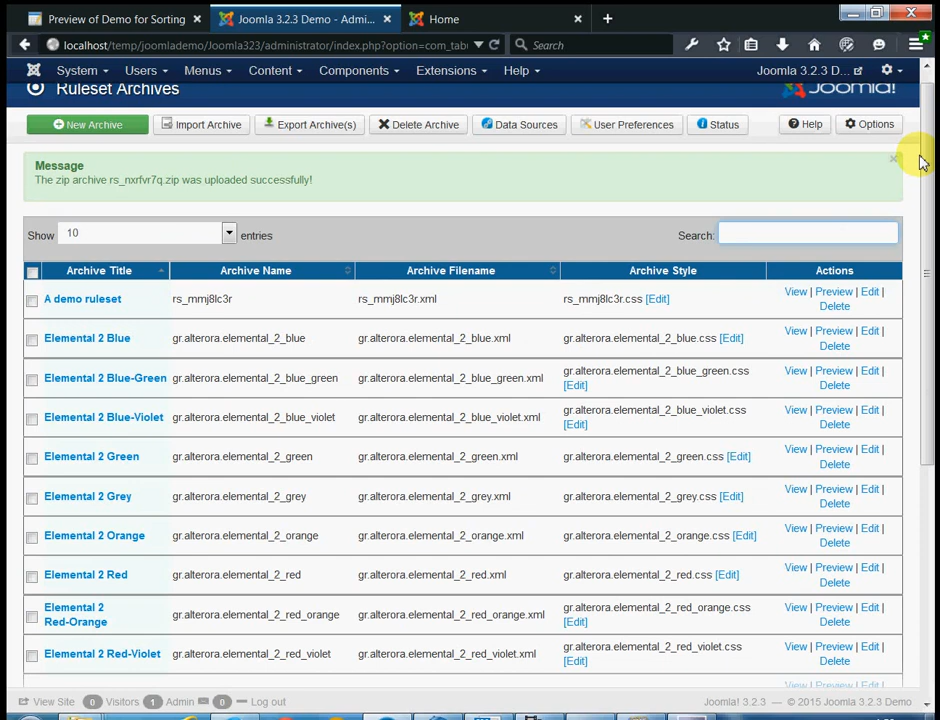 Preview of Demo for Sorting
Joomla 3.2.3 Demo - Admi...
Home
localhost/temp/joomlademo/Joomla323/administrator/index.php?option=com_tabu
Search
System Users Menus Content Components Extensions Help Joomla 3.2.3 D...
Ruleset Archives
Joomla!
New Archive Import Archive Export Archive(s) Delete Archive Data Sources User Preferences Status Help Options
Message
The zip archive rs_nxrfvr7q.zip was uploaded successfully!
Show 10 entries Search:
Archive Title Archive Name Archive Filename Archive Style Actions
A demo ruleset rs_mmj8lc3r rs_mmj8lc3r.xml rs_mmj8lc3r.css [Edit] View | Preview | Edit |
Delete
Elemental 2 Blue gr.alterora.elemental_2_blue gr.alterora.elemental_2_blue.xml gr.alterora.elemental_2_blue.css [Edit] View | Preview | Edit |
Delete
Elemental 2 Blue-Green gr.alterora.elemental_2_blue_green gr.alterora.elemental_2_blue_green.xml gr.alterora.elemental_2_blue_green.css View | Preview | Edit |
[Edit] Delete
Elemental 2 Blue-Violet gr.alterora.elemental_2_blue_violet gr.alterora.elemental_2_blue_violet.xml gr.alterora.elemental_2_blue_violet.css View | Preview | Edit |
[Edit] Delete
Elemental 2 Green gr.alterora.elemental_2_green gr.alterora.elemental_2_green.xml gr.alterora.elemental_2_green.css [Edit] View | Preview | Edit |
Delete
Elemental 2 Grey gr.alterora.elemental_2_grey gr.alterora.elemental_2_grey.xml gr.alterora.elemental_2_grey.css [Edit] View | Preview | Edit |
Delete
Elemental 2 Orange gr.alterora.elemental_2_orange gr.alterora.elemental_2_orange.xml gr.alterora.elemental_2_orange.css [Edit] View | Preview | Edit |
Delete
Elemental 2 Red gr.alterora.elemental_2_red gr.alterora.elemental_2_red.xml gr.alterora.elemental_2_red.css [Edit] View | Preview | Edit |
Delete
Elemental 2 Red-Orange gr.alterora.elemental_2_red_orange gr.alterora.elemental_2_red_orange.xml gr.alterora.elemental_2_red_orange.css View | Preview | Edit |
[Edit] Delete
Elemental 2 Red-Violet gr.alterora.elemental_2_red_violet gr.alterora.elemental_2_red_violet.xml gr.alterora.elemental_2_red_violet.css View | Preview | Edit |
[Edit] Delete
View | Preview | Edit |
View Site 0 Visitors 1 Admin 0 Log out Joomla! 3.2.3 — © 2015 Joomla 3.2.3 Demo